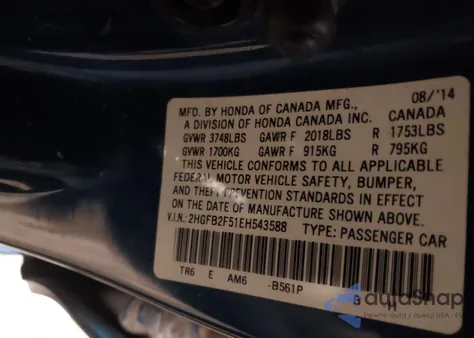 08/'14
MFD. BY HONDA OF CANADA MFG.,
A DIVISION OF HONDA CANADA INC. CANADA
GVWR 3748LBS GAWR F 2018LBS R 1753LBS
GVWR 1700KG GAWR F 915KG R 795KG
THIS VEHICLE CONFORMS TO ALL APPLICABLE
FEDERAL MOTOR VEHICLE SAFETY, BUMPER,
AND THEFT PREVENTION STANDARDS IN EFFECT
ON THE DATE OF MANUFACTURE SHOWN ABOVE.
V.I.N.: 2HGFB2F51EH543588 TYPE: PASSENGER CAR
TR6 E AM6 -B561P B H
autoSnap